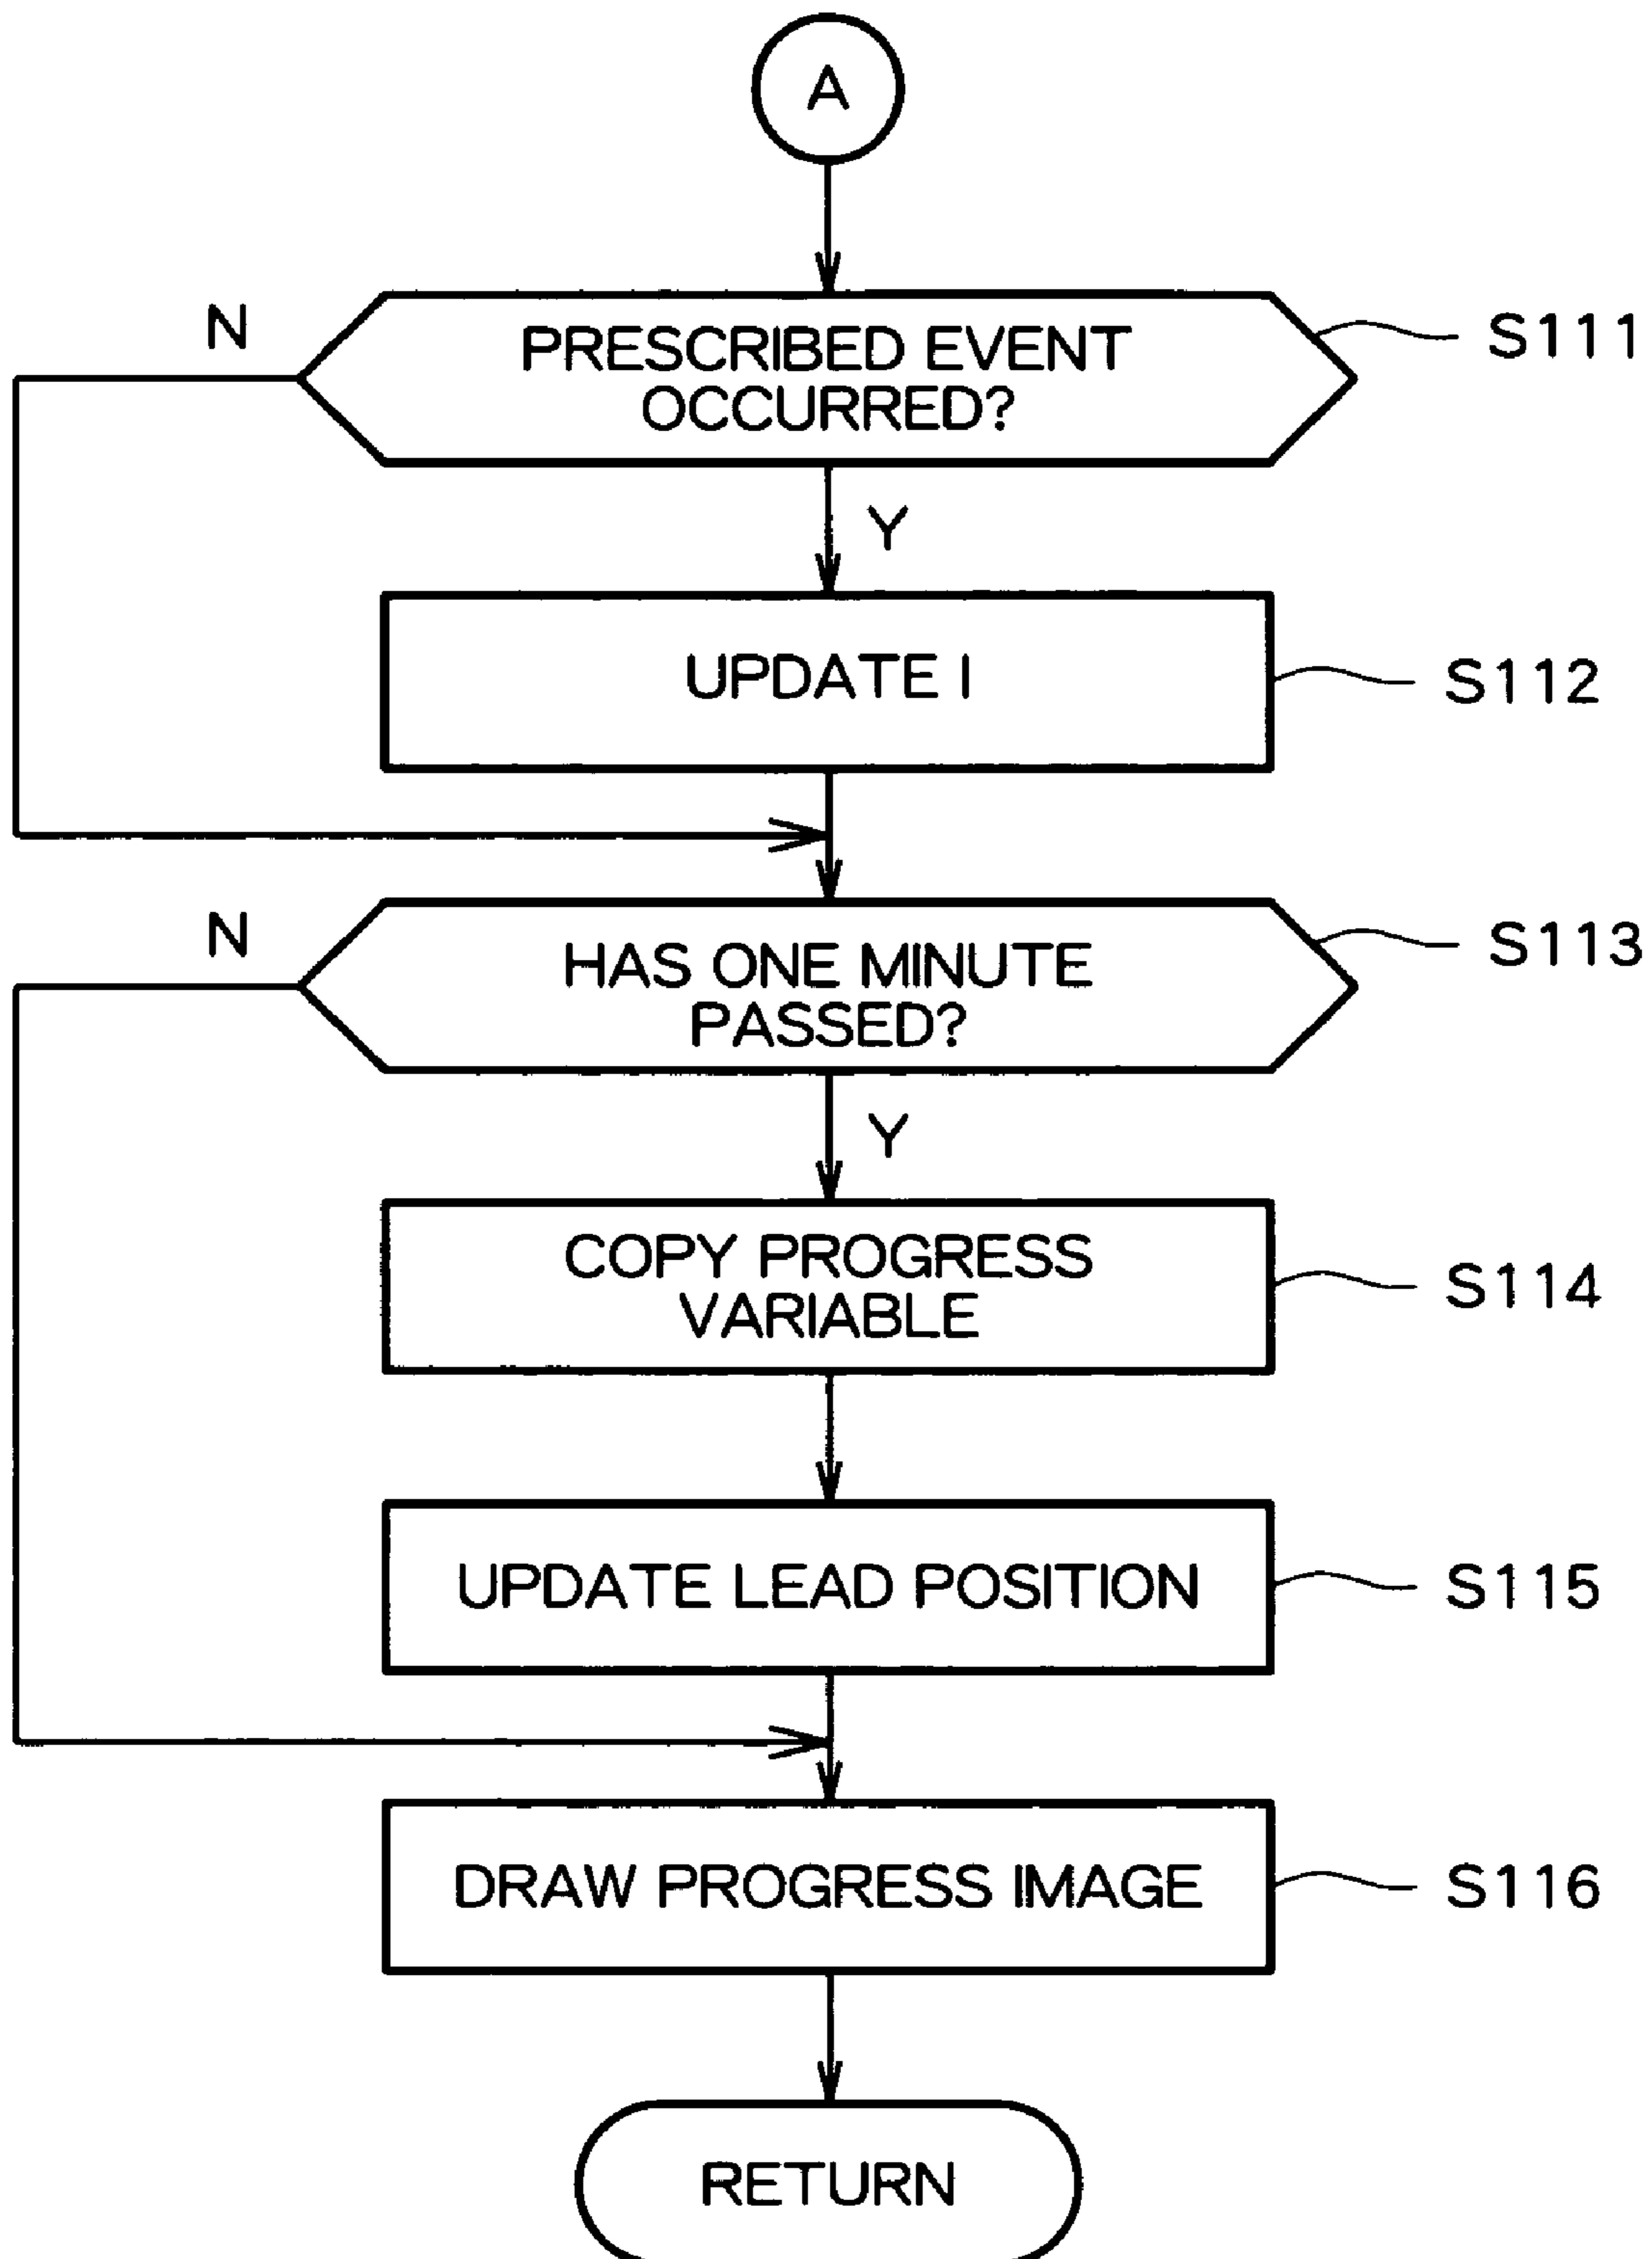 A
N
PRESCRIBED EVENT
OCCURRED?
S111
Y
UPDATE I
S112
N
HAS ONE MINUTE
PASSED?
S113
Y
COPY PROGRESS
VARIABLE
S114
UPDATE LEAD POSITION
S115
DRAW PROGRESS IMAGE
S116
RETURN